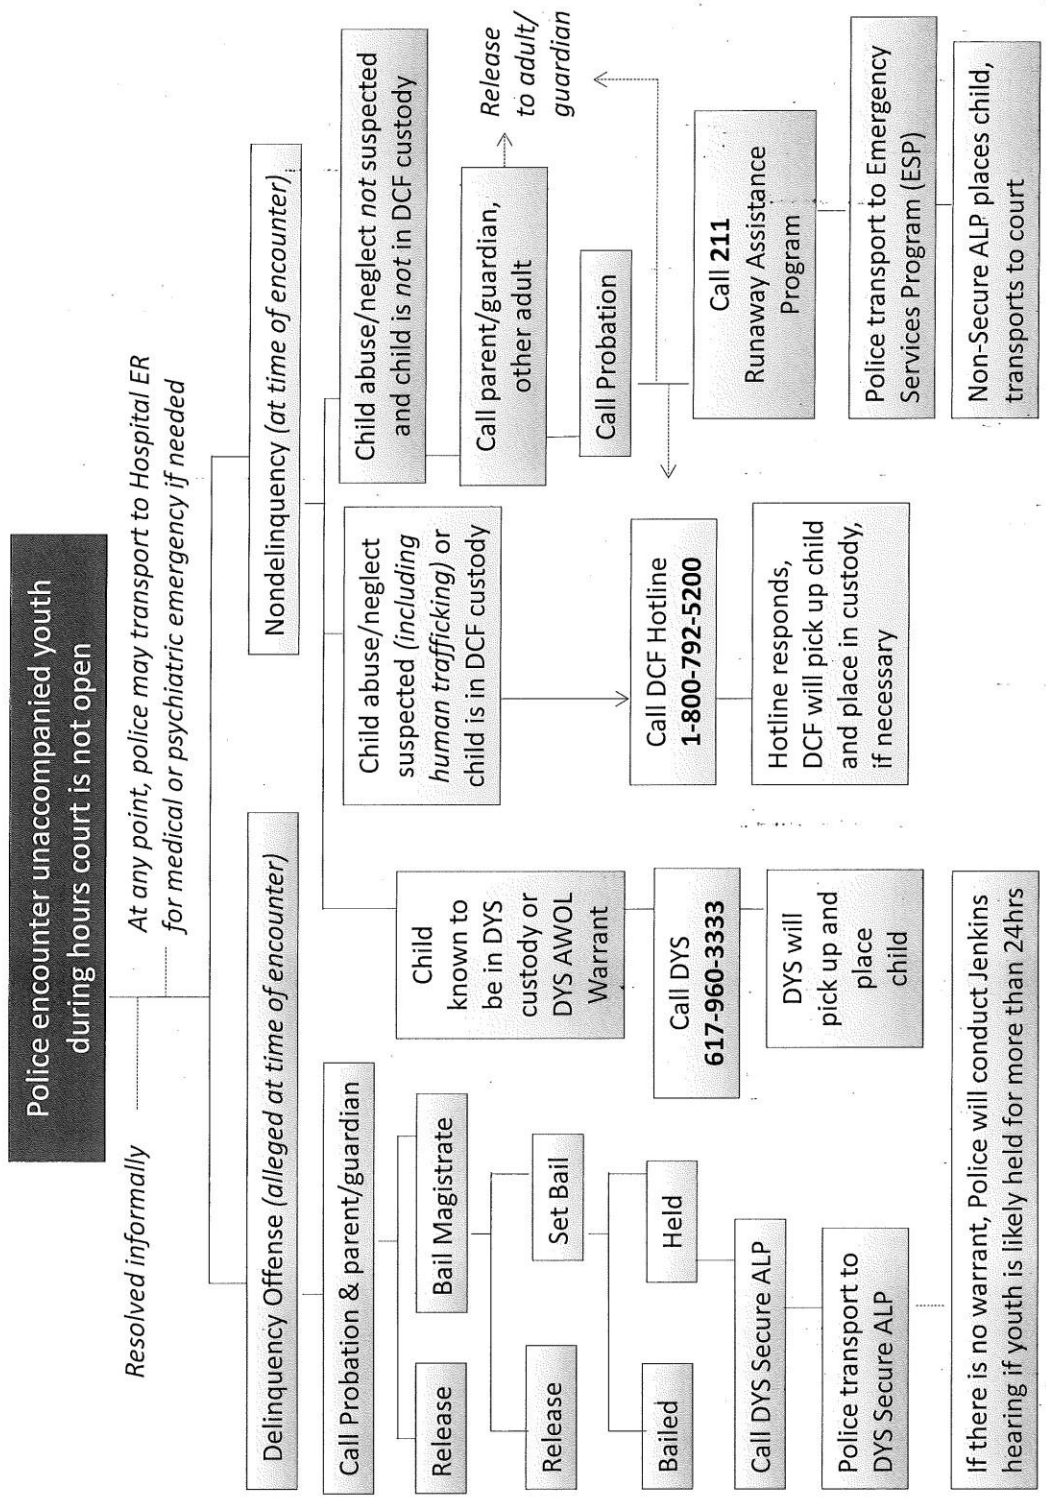 Police encounter unaccompanied youth
during hours court is not open
Resolved informally
At any point, police may transport to Hospital ER
for medical or psychiatric emergency if needed
Delinquency Offense (alleged at time of encounter)
Call Probation & parent/guardian
Release
Bail Magistrate
Release
Set Bail
Bailed
Held
Call DYS Secure ALP
Police transport to
DYS Secure ALP
If there is no warrant, Police will conduct Jenkins
hearing if youth is likely held for more than 24hrs
Nondelinquency (at time of encounter)
Child
known to
be in DYS
custody or
DYS AWOL
Warrant
Call DYS
617-960-3333
DYS will
pick up and
place
child
Child abuse/neglect
suspected (including
human trafficking) or
child is in DCF custody
Call DCF Hotline
1-800-792-5200
Hotline responds,
DCF will pick up child
and place in custody,
if necessary
Child abuse/neglect not suspected
and child is not in DCF custody
Call parent/guardian,
other adult
Release
to adult/
guardian
Call Probation
Call 211
Runaway Assistance
Program
Police transport to Emergency
Services Program (ESP)
Non-Secure ALP places child,
transports to court